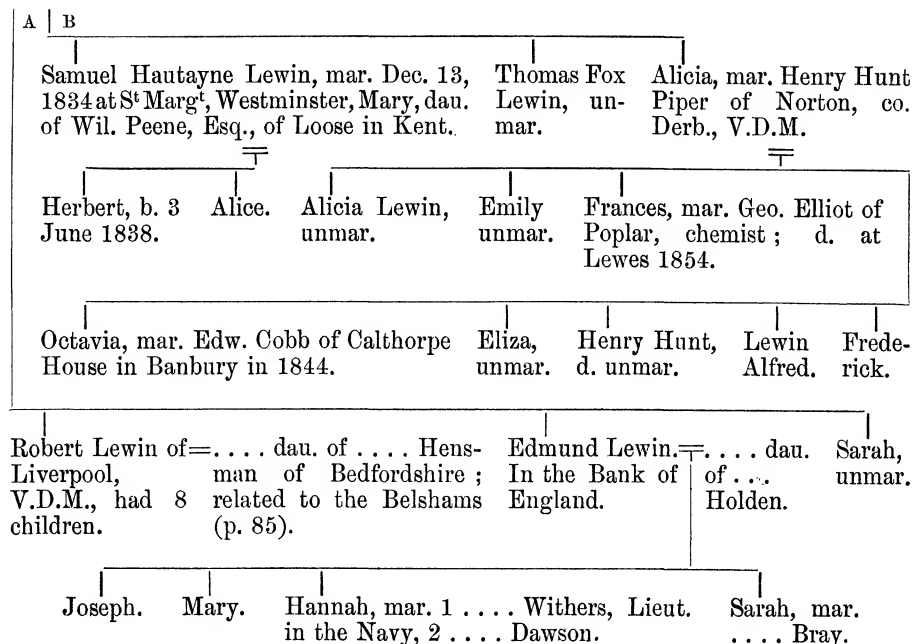 A | B
Samuel Hautayne Lewin, mar. Dec. 13, 1834 at St Margt, Westminster, Mary, dau. of Wil. Peene, Esq., of Loose in Kent.
Thomas Fox Lewin, un-
mar.
Alicia, mar. Henry Hunt
Piper of Norton, co.
Derb., V.D.M.
Herbert, b. 3
June 1838.
Alice.
Alicia Lewin,
unmar.
Emily
unmar.
Frances, mar. Geo. Elliot of
Poplar, chemist ; d. at
Lewes 1854.
Octavia, mar. Edw. Cobb of Calthorpe
House in Banbury in 1844.
Eliza,
unmar.
Henry Hunt,
d. unmar.
Lewin
Alfred.
Frede-
rick.
Robert Lewin of=
Liverpool,
V.D.M., had 8
children.
. . . . dau. of . . . . Hens-
man of Bedfordshire ;
related to the Belshams
(p. 85).
Edmund Lewin.=
In the Bank of
England.
. . . . dau.
of . . .
Holden.
Sarah,
unmar.
Joseph.
Mary.
Hannah, mar. 1 . . . . Withers, Lieut.
in the Navy, 2 . . . . Dawson.
Sarah, mar.
. . . . Bray.